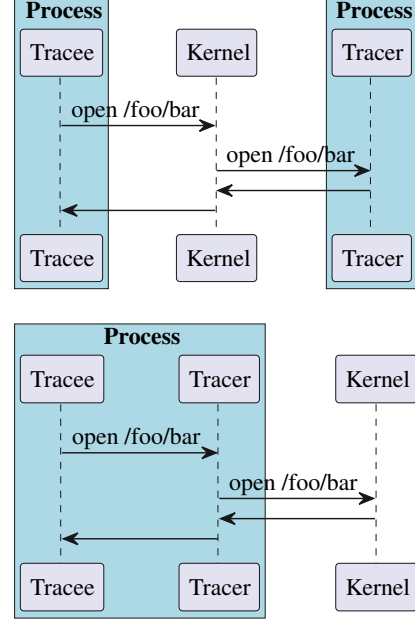 Process Process
Tracee Kernel Tracer
open /foo/bar
open /foo/bar
Tracee Kernel Tracer
Process
Tracee Tracer Kernel
open /foo/bar
open /foo/bar
Tracee Tracer Kernel